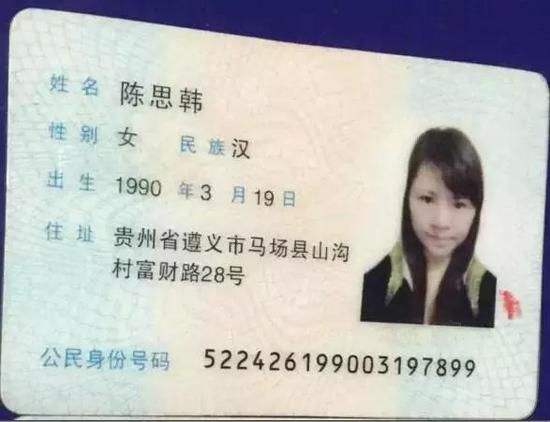 姓名 陈思韩
性别 女 民族 汉
出生 1990 年 3 月 19 日
住址 贵州省遵义市马场县山沟
村富财路28号
公民身份号码 522426199003197899